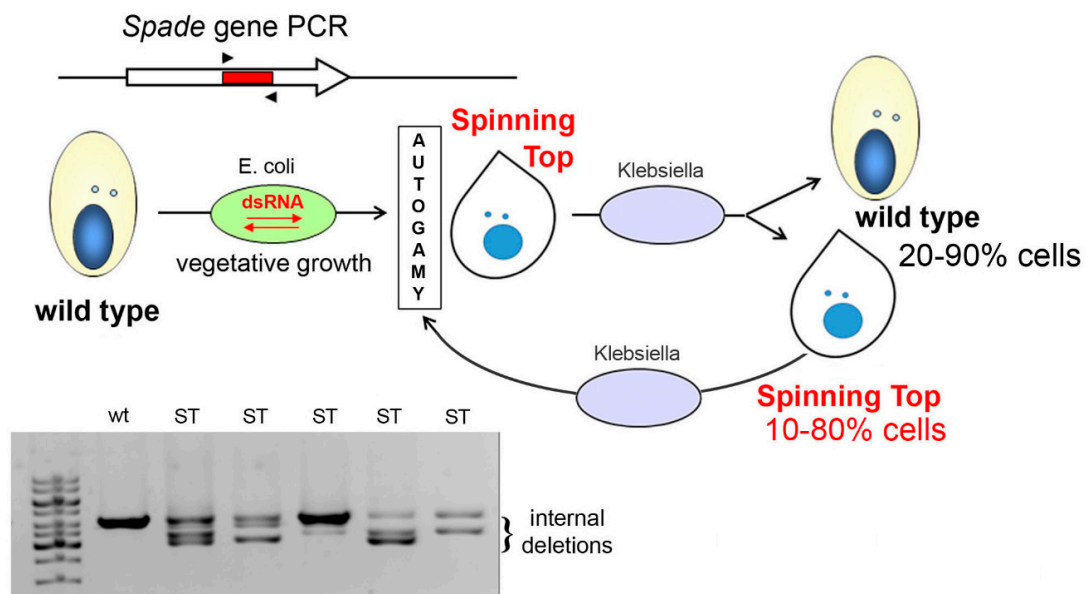 Spade gene PCR
E. coli
dsRNA
vegetative growth
wild type
AUTOGAMY
Spinning
Top
Klebsiella
wild type
20-90% cells
Klebsiella
Spinning Top
10-80% cells
wt ST ST ST ST ST
internal
deletions